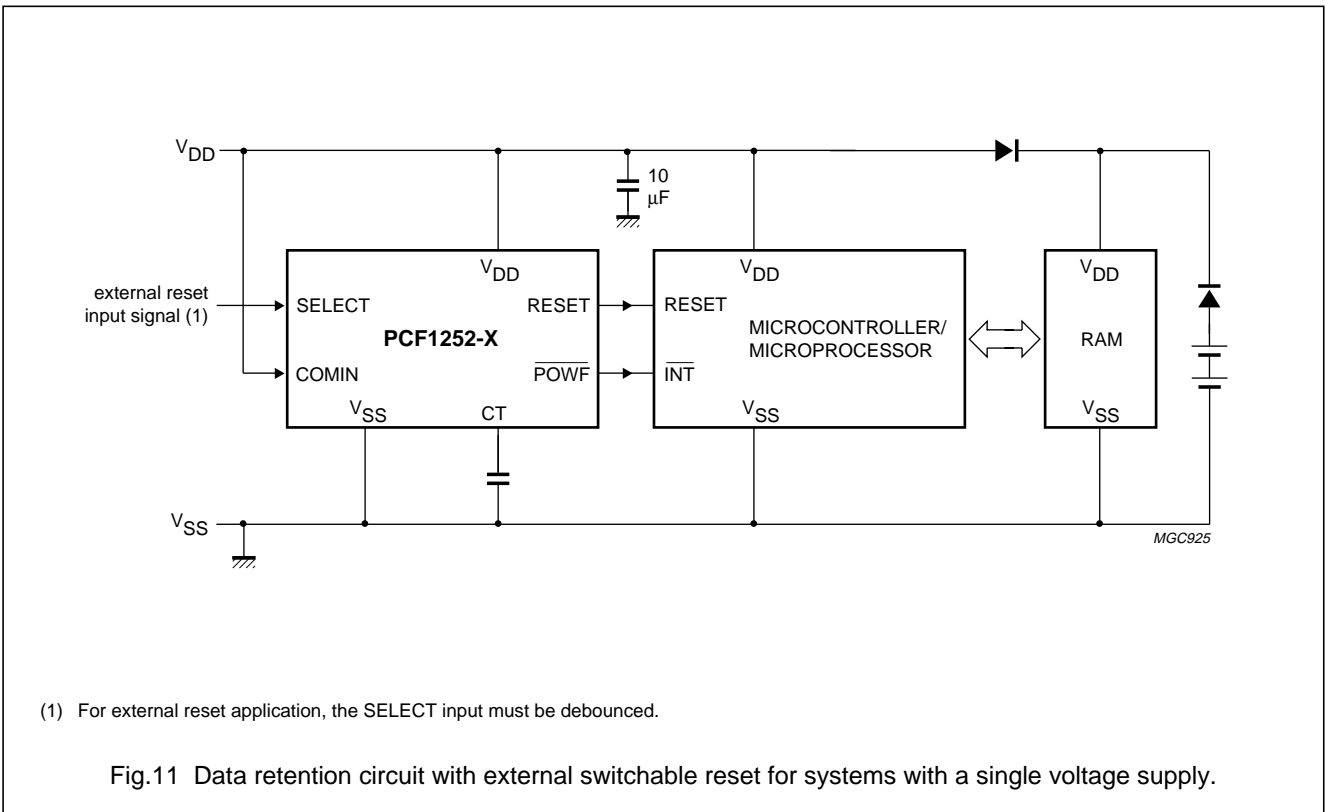 VDD
10
μF
VDD
VDD
VDD
external reset
input signal (1)
SELECT
RESET
RESET
PCF1252-X
MICROCONTROLLER/
MICROPROCESSOR
RAM
COMIN
POWF
INT
VSS
CT
VSS
VSS
VSS
MGC925
(1) For external reset application, the SELECT input must be debounced.
Fig.11 Data retention circuit with external switchable reset for systems with a single voltage supply.